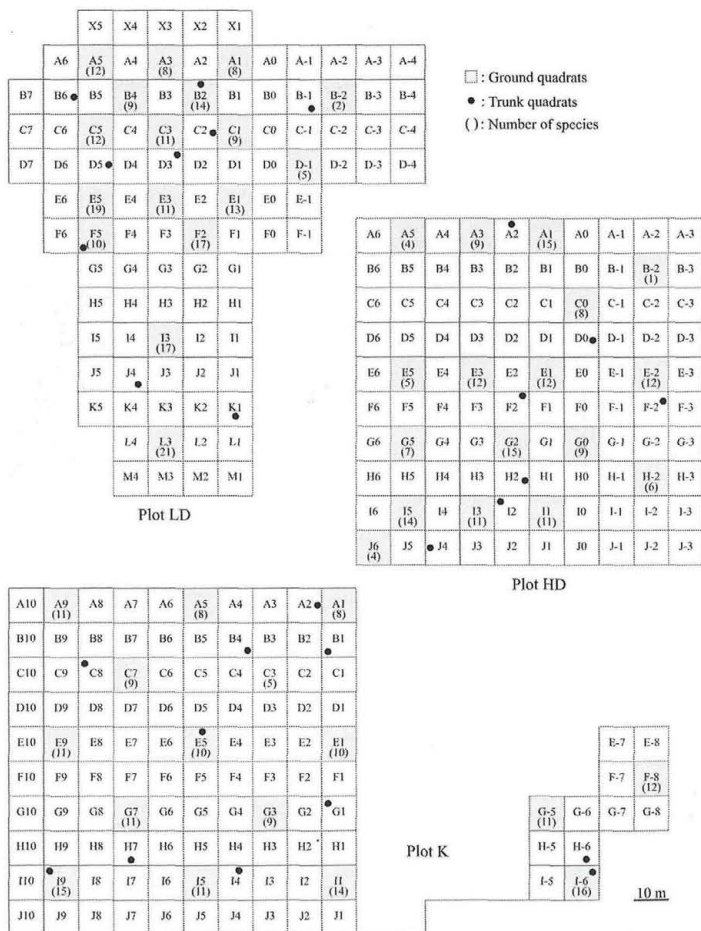 X5 X4 X3 X2 X1
A6 A5 A4 A3 A2 A1 A0 A-1 A-2 A-3 A-4
(12) (8) (8)
B7 B6 B5 B4 B3 B2 B1 B0 B-1 B-2 B-3 B-4
(9) (14) (2)
C7 C6 C5 C4 C3 C2 C1 C0 C-1 C-2 C-3 C-4
(12) (11) (9)
D7 D6 D5 D4 D3 D2 D1 D0 D-1 D-2 D-3 D-4
(5)
E6 E5 E4 E3 E2 E1 E0 E-1
(19) (11) (13)
F6 F5 F4 F3 F2 F1 F0 F-1
(10) (17)
G5 G4 G3 G2 G1
H5 H4 H3 H2 H1
I5 I4 I3 I2 I1
(17)
J5 J4 J3 J2 J1
K5 K4 K3 K2 K1
L4 L3 L2 L1
(21)
M4 M3 M2 M1
Plot LD
: Ground quadrats
: Trunk quadrats
( ): Number of species
A6 A5 A4 A3 A2 A1 A0 A-1 A-2 A-3
(4) (9) (15)
B6 B5 B4 B3 B2 B1 B0 B-1 B-2 B-3
(1)
C6 C5 C4 C3 C2 C1 C0 C-1 C-2 C-3
(8)
D6 D5 D4 D3 D2 D1 D0 D-1 D-2 D-3
E6 E5 E4 E3 E2 E1 E0 E-1 E-2 E-3
(5) (12) (12) (12)
F6 F5 F4 F3 F2 F1 F0 F-1 F-2 F-3
G6 G5 G4 G3 G2 G1 G0 G-1 G-2 G-3
(7) (15) (9)
H6 H5 H4 H3 H2 H1 H0 H-1 H-2 H-3
(6)
I6 I5 I4 I3 I2 I1 I0 I-1 I-2 I-3
(14) (11) (11)
J6 J5 J4 J3 J2 J1 J0 J-1 J-2 J-3
(4)
Plot HD
A10 A9 A8 A7 A6 A5 A4 A3 A2 A1
(11) (8) (8)
B10 B9 B8 B7 B6 B5 B4 B3 B2 B1
C10 C9 C8 C7 C6 C5 C4 C3 C2 C1
(9) (5)
D10 D9 D8 D7 D6 D5 D4 D3 D2 D1
E10 E9 E8 E7 E6 E5 E4 E3 E2 E1 E-7 E-8
(11) (10) (10)
F10 F9 F8 F7 F6 F5 F4 F3 F2 F1 F-7 F-8
(12)
G10 G9 G8 G7 G6 G5 G4 G3 G2 G1 G-5 G-6 G-7 G-8
(11) (9) (11)
H10 H9 H8 H7 H6 H5 H4 H3 H2 H1 Plot K H-5 H-6
I10 I9 I8 I7 I6 I5 I4 I3 I2 I1 I-5 I-6
(15) (11) (14) (16)
10 m
J10 J9 J8 J7 J6 J5 J4 J3 J2 J1